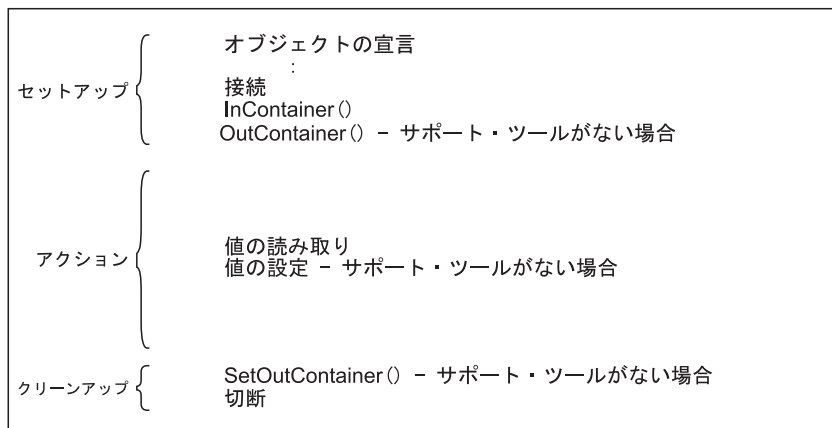 セットアップ
オブジェクトの宣言
:
接続
InContainer()
OutContainer() - サポート・ツールがない場合
アクション
値の読み取り
値の設定 - サポート・ツールがない場合
クリーンアップ
SetOutContainer() - サポート・ツールがない場合
切断